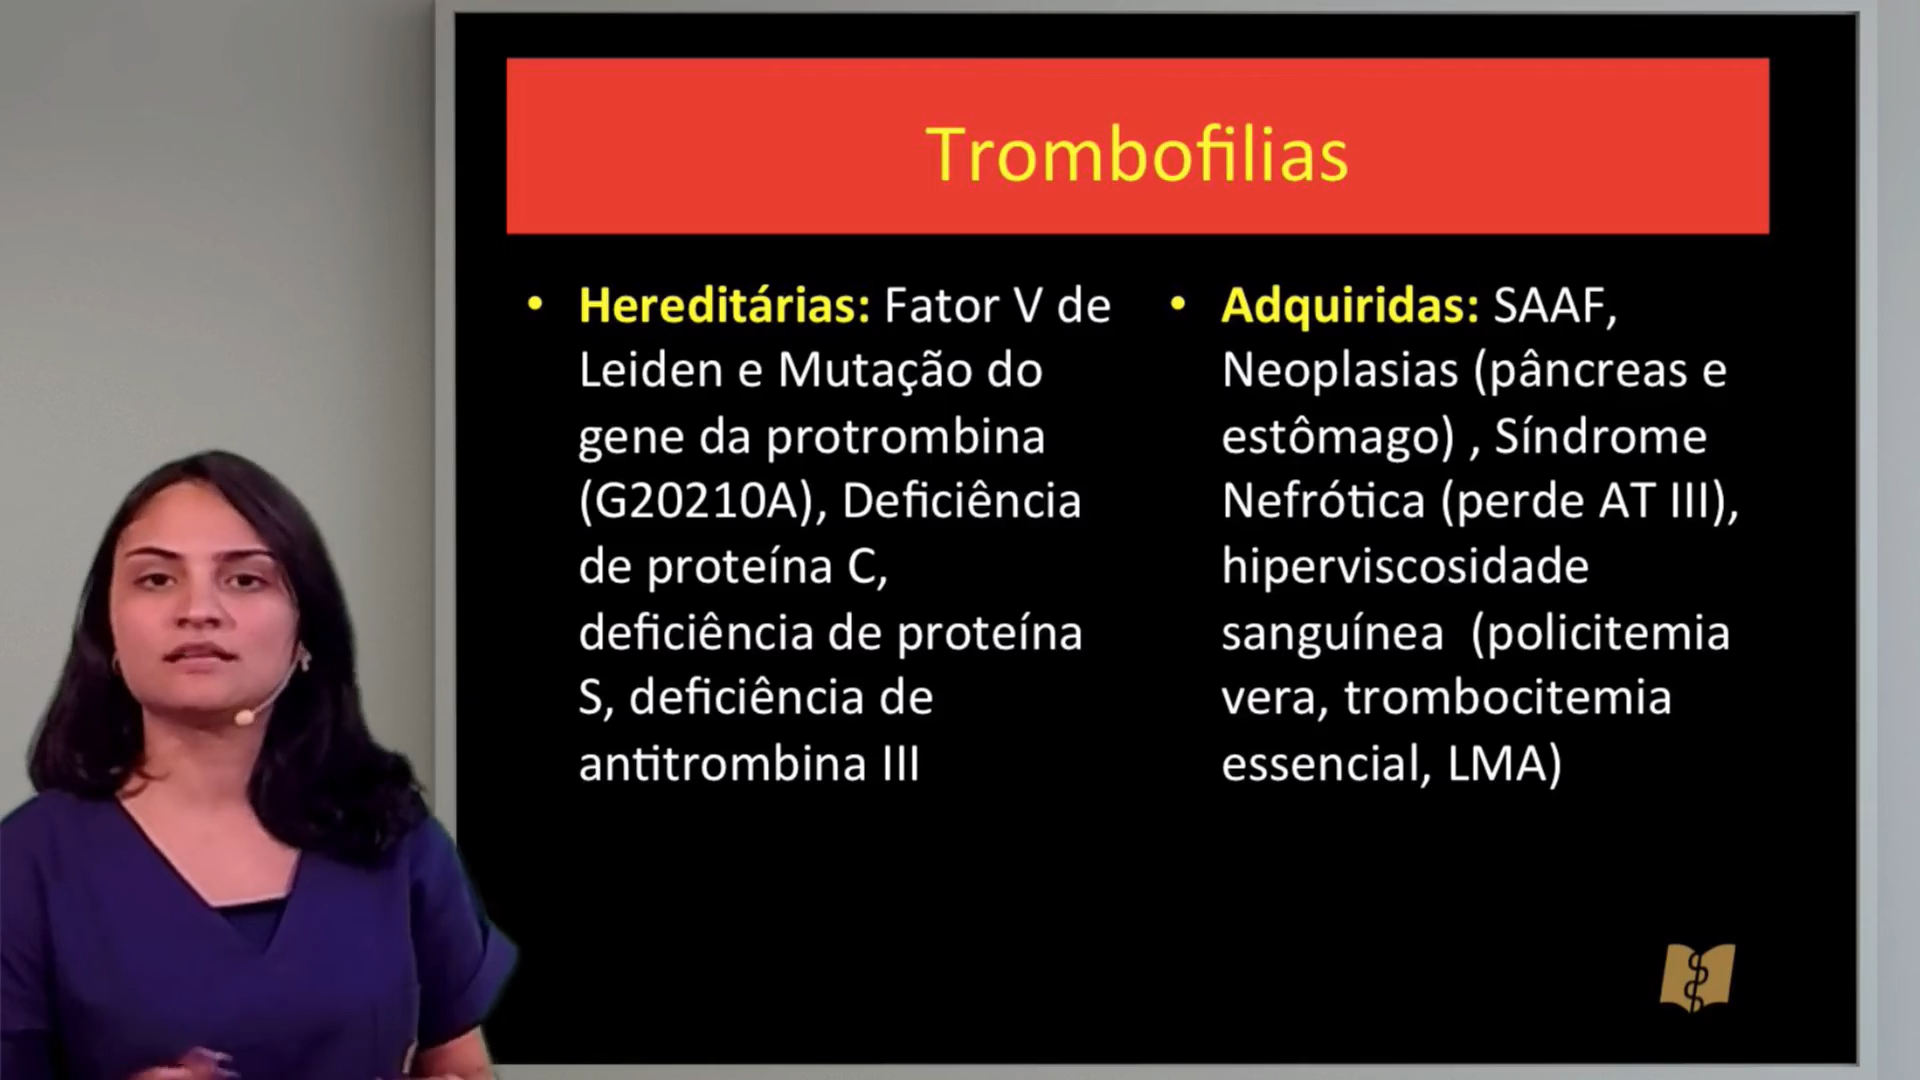 Trombofilias
• Hereditárias: Fator V de
Leiden e Mutação do
gene da protrombina
(G20210A), Deficiência
de proteína C,
deficiência de proteína
S, deficiência de
antitrombina III
• Adquiridas: SAAF,
Neoplasias (pâncreas e
estômago) , Síndrome
Nefrótica (perde AT III),
hiperviscosidade
sanguínea  (policitemia
vera, trombocitemia
essencial, LMA)